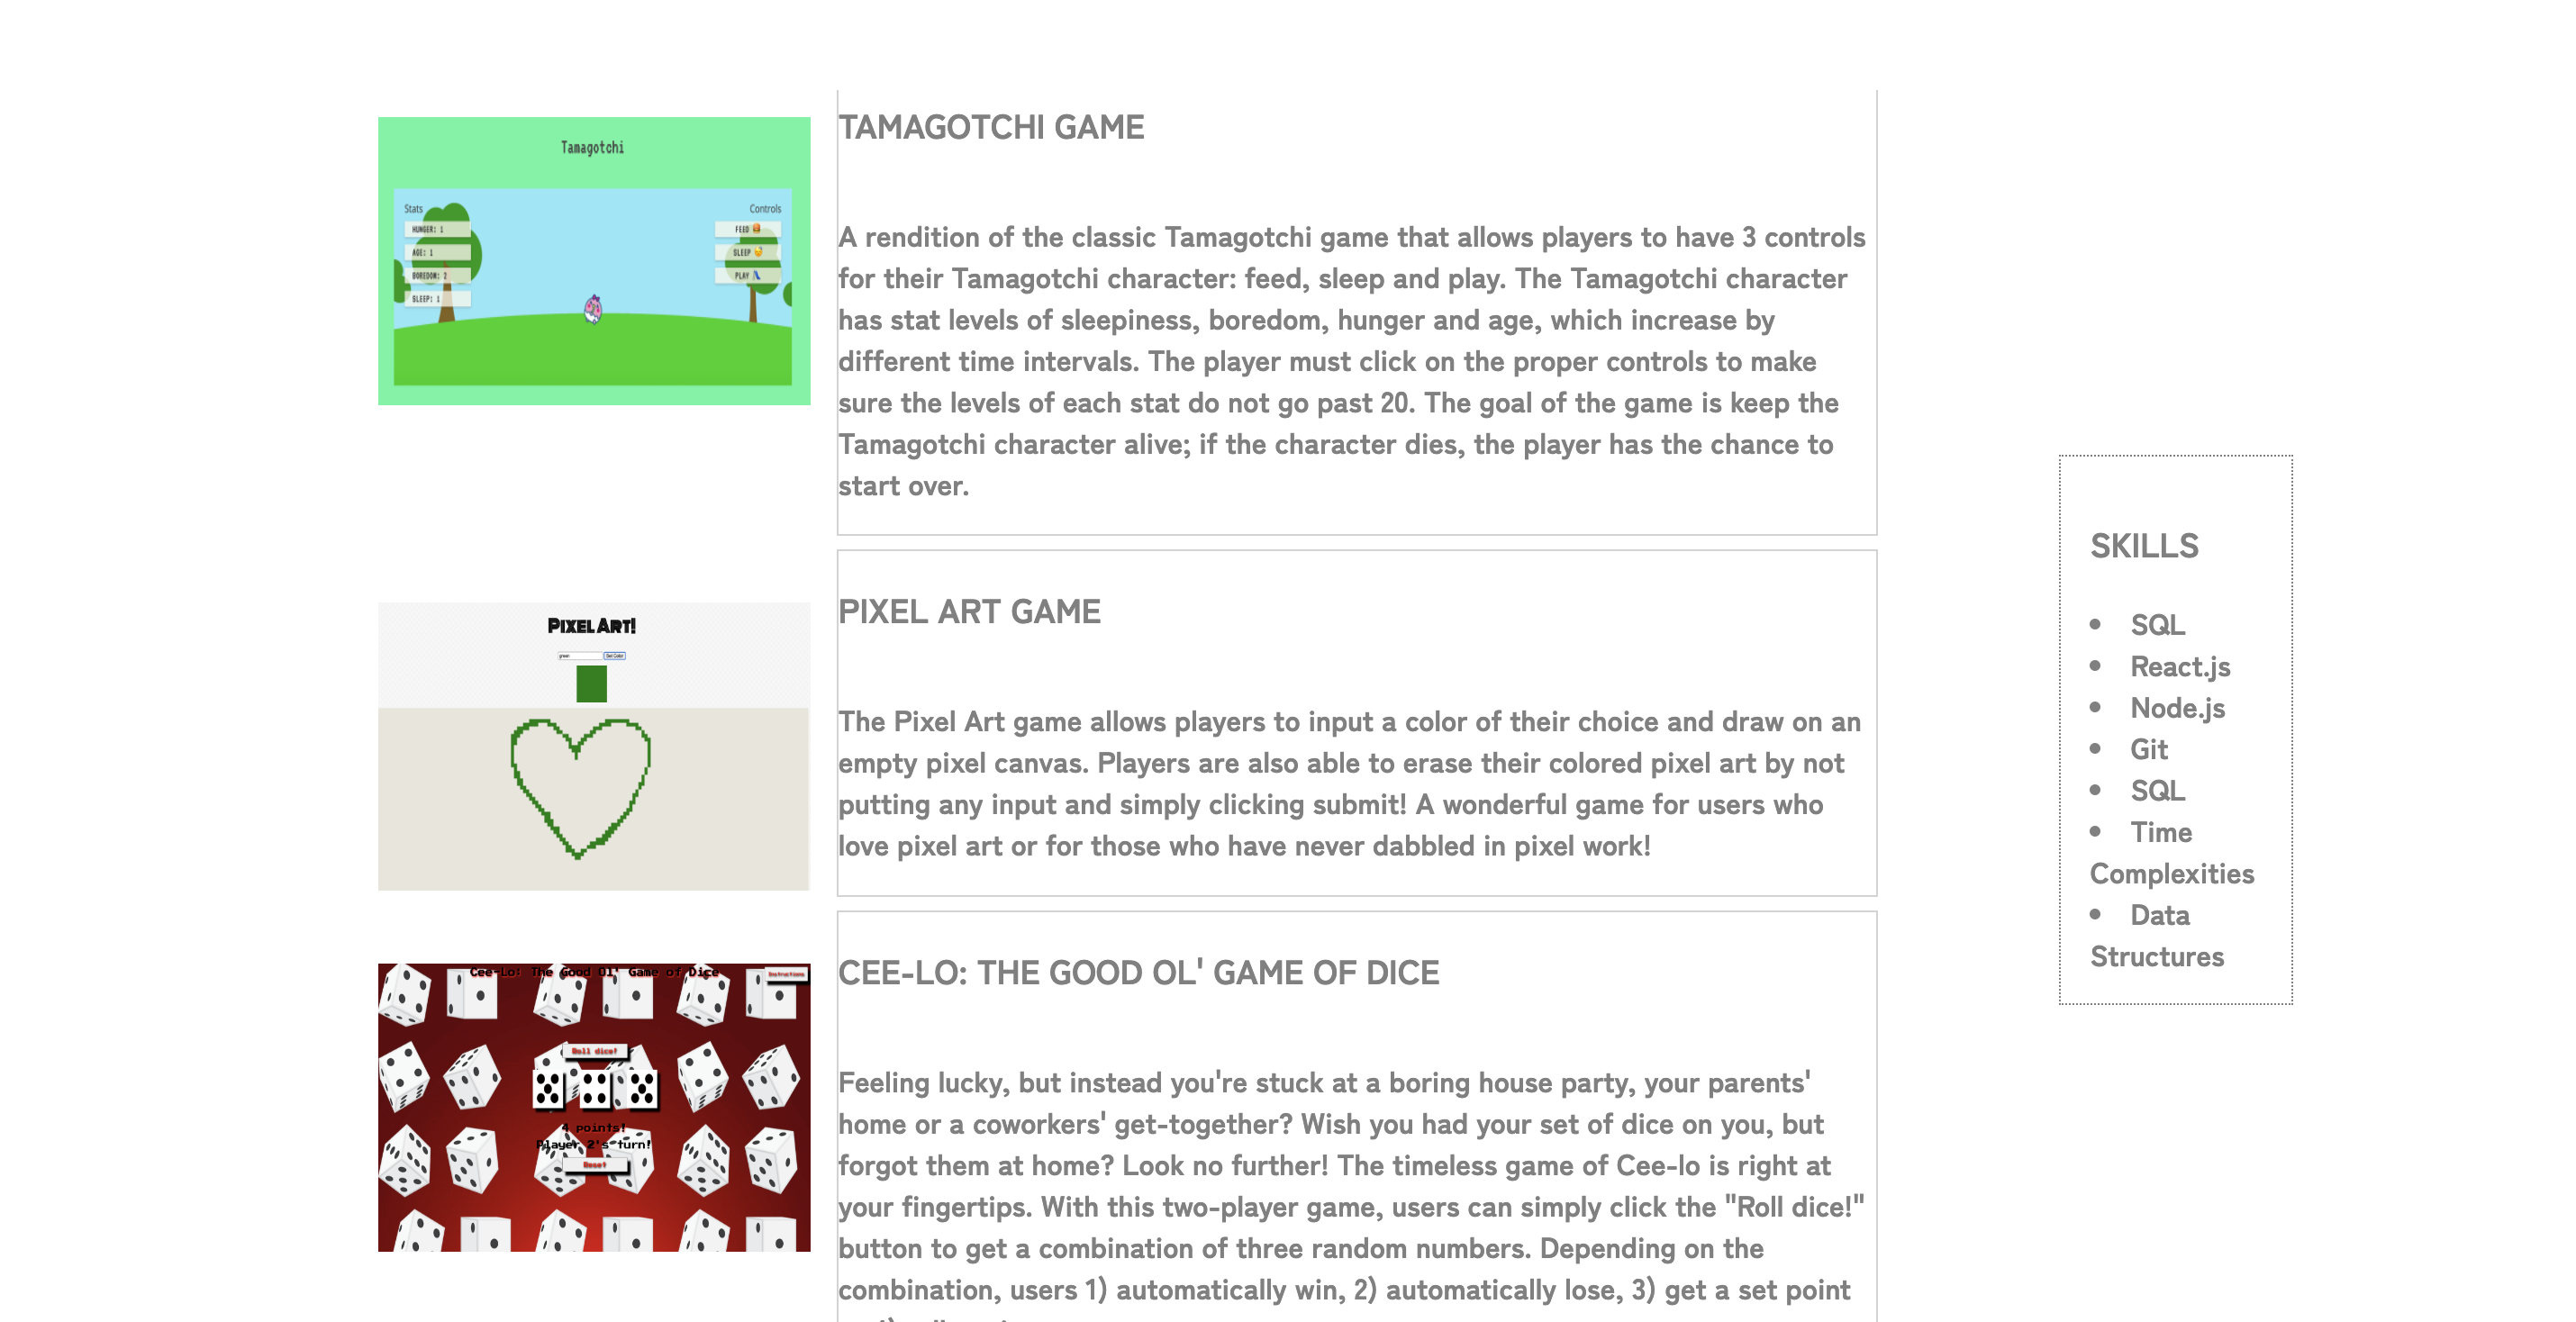 Tamagotchi
Stats
HUNGER: 1
AGE: 1
BOREDOM: 2
SLEEP: 1
Controls
FEED
SLEEP
PLAY
TAMAGOTCHI GAME
A rendition of the classic Tamagotchi game that allows players to have 3 controls
for their Tamagotchi character: feed, sleep and play. The Tamagotchi character
has stat levels of sleepiness, boredom, hunger and age, which increase by
different time intervals. The player must click on the proper controls to make
sure the levels of each stat do not go past 20. The goal of the game is keep the
Tamagotchi character alive; if the character dies, the player has the chance to
start over.
PIXEL ART!
green
Set Color
PIXEL ART GAME
The Pixel Art game allows players to input a color of their choice and draw on an
empty pixel canvas. Players are also able to erase their colored pixel art by not
putting any input and simply clicking submit! A wonderful game for users who
love pixel art or for those who have never dabbled in pixel work!
Cee-Lo: The Good Ol' Game of Dice
Instructions
Roll dice!
4 points!
Player 2's turn!
Reset
CEE-LO: THE GOOD OL' GAME OF DICE
Feeling lucky, but instead you're stuck at a boring house party, your parents'
home or a coworkers' get-together? Wish you had your set of dice on you, but
forgot them at home? Look no further! The timeless game of Cee-lo is right at
your fingertips. With this two-player game, users can simply click the "Roll dice!"
button to get a combination of three random numbers. Depending on the
combination, users 1) automatically win, 2) automatically lose, 3) get a set point
SKILLS
• SQL
• React.js
• Node.js
• Git
• SQL
• Time
Complexities
• Data
Structures